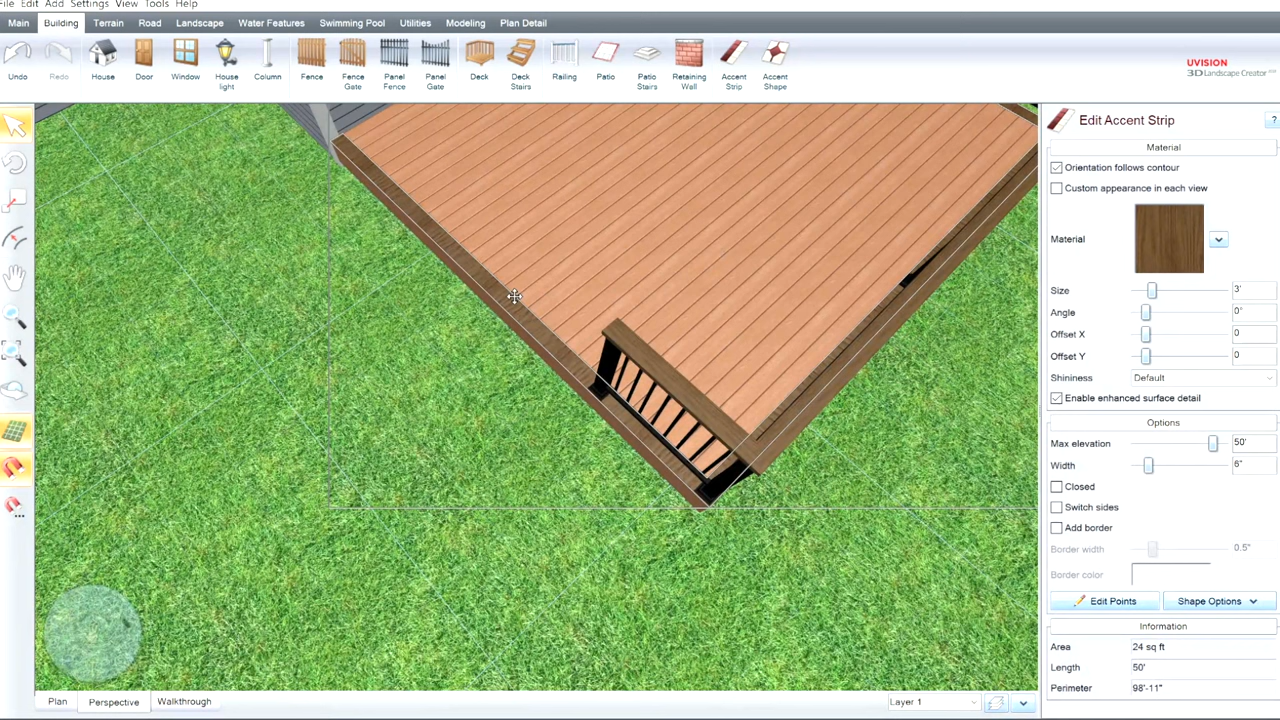 File Edit Add Settings View Tools Help
Main Building Terrain Road Landscape Water Features Swimming Pool Utilities Modeling Plan Detail
Undo Redo House Door Window House light Column Fence Fence Gate Panel Fence Panel Gate Deck Deck Stairs Railing Patio Patio Stairs Retaining Wall Accent Strip Accent Shape
UVISION
3D Landscape Creator
Edit Accent Strip ?
Material
Orientation follows contour
Custom appearance in each view
Material
Size 3'
Angle 0°
Offset X 0
Offset Y 0
Shininess Default
Enable enhanced surface detail
Options
Max elevation 50'
Width 6"
Closed
Switch sides
Add border
Border width 0.5"
Border color
Edit Points Shape Options
Information
Area 24 sq ft
Length 50'
Perimeter 98'-11"
Plan Perspective Walkthrough Layer 1